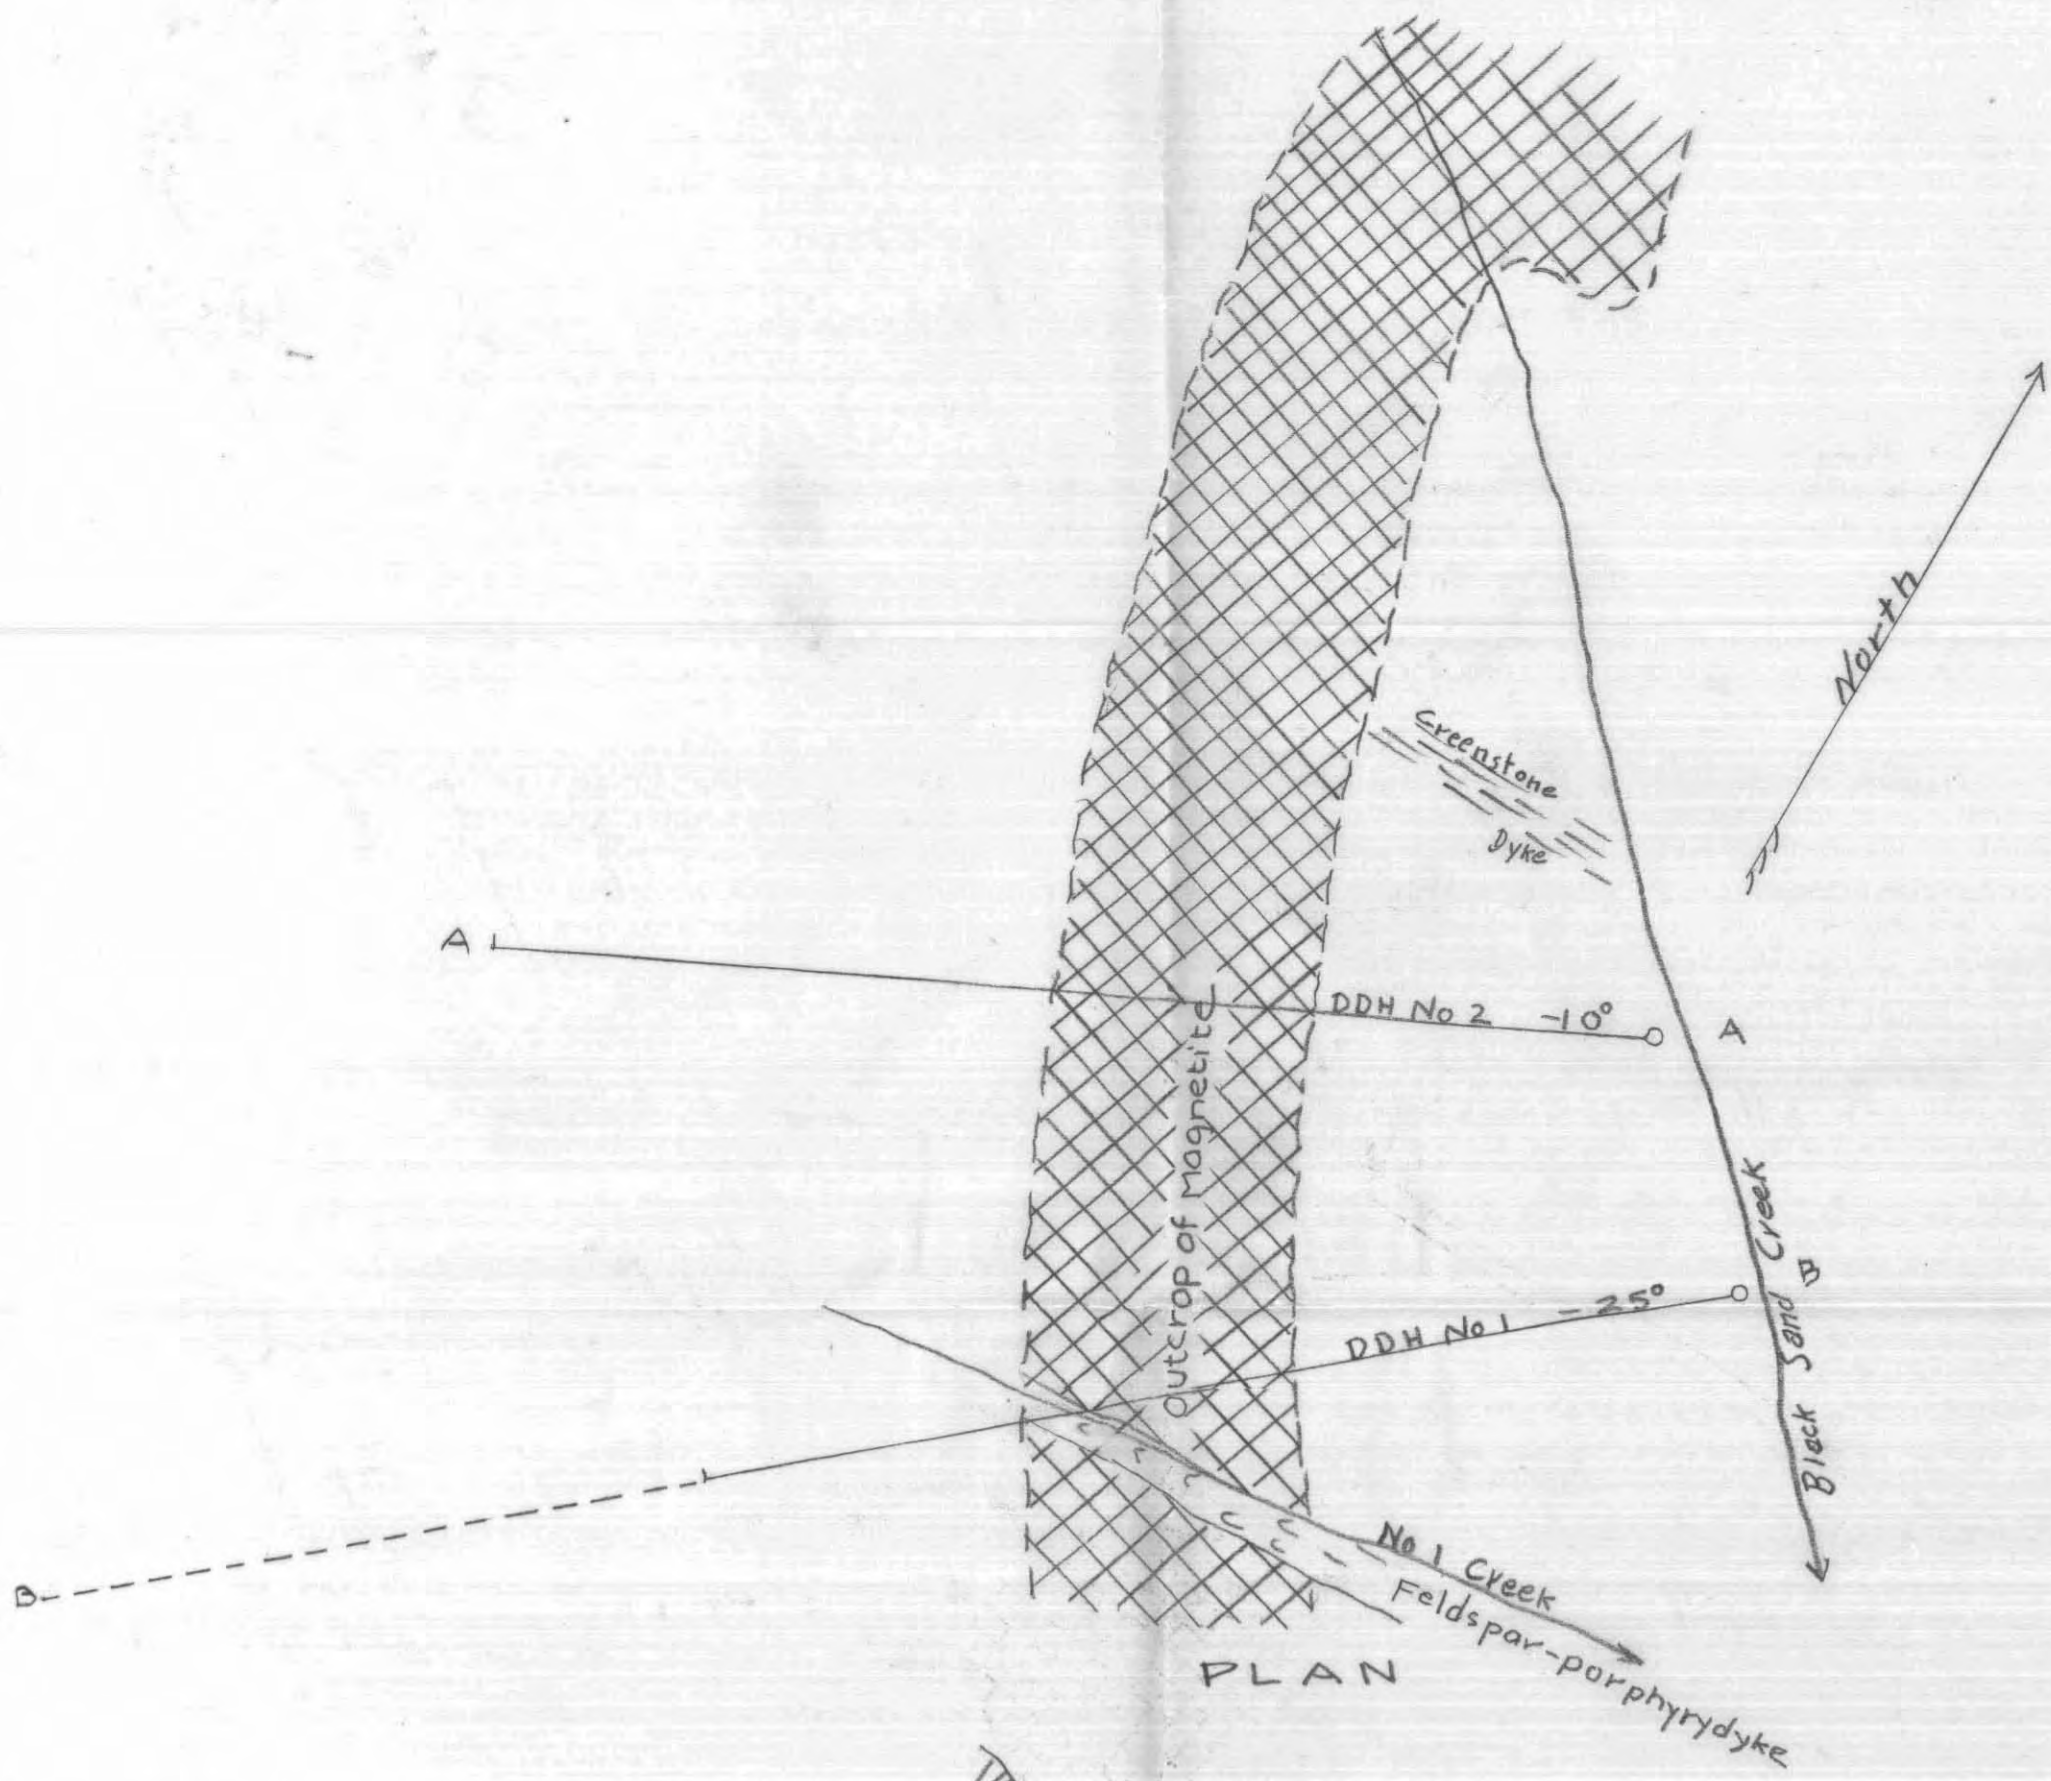 North
Greenstone
Dyke
A
DDH No 2 -10°
A
Outcrop of Magnetite
B
DDH No 1 -25°
Black Sand Creek
B
No 1 Creek
Feldspar-porphyrydyke
PLAN